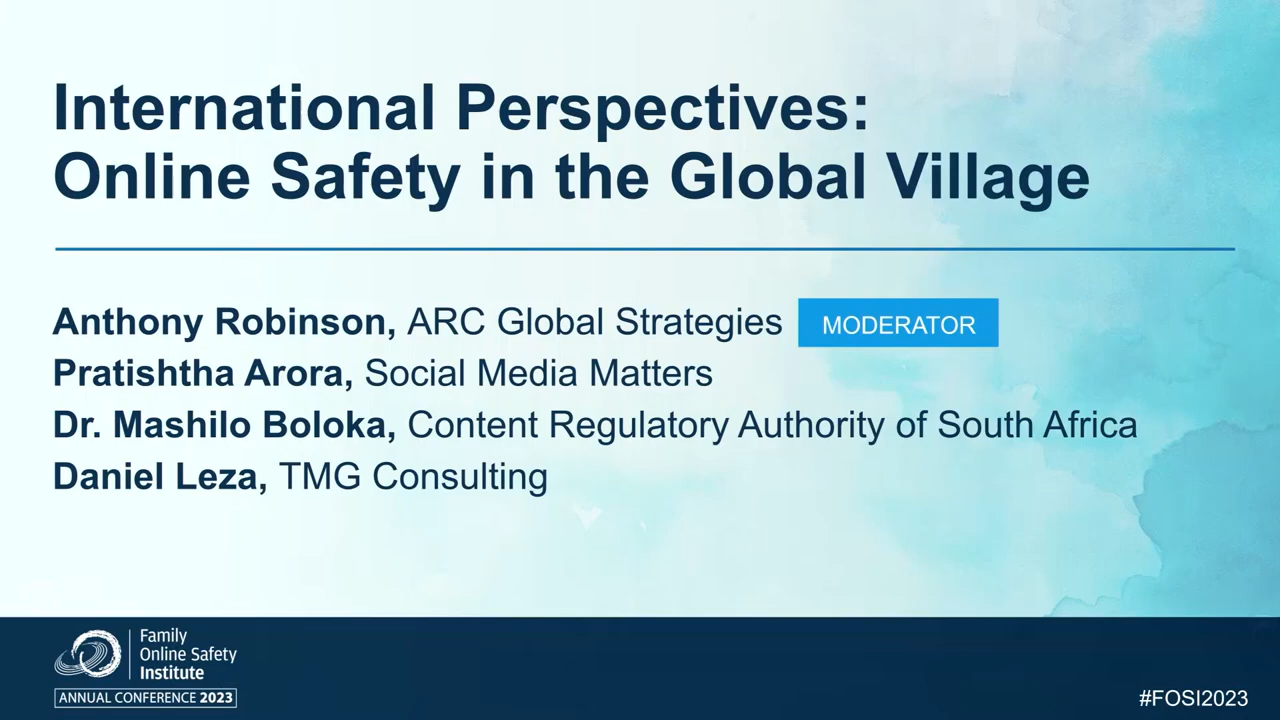 International Perspectives:
Online Safety in the Global Village
Anthony Robinson, ARC Global Strategies MODERATOR
Pratishtha Arora, Social Media Matters
Dr. Mashilo Boloka, Content Regulatory Authority of South Africa
Daniel Leza, TMG Consulting
Family
Online Safety
Institute
ANNUAL CONFERENCE 2023
#FOSI2023